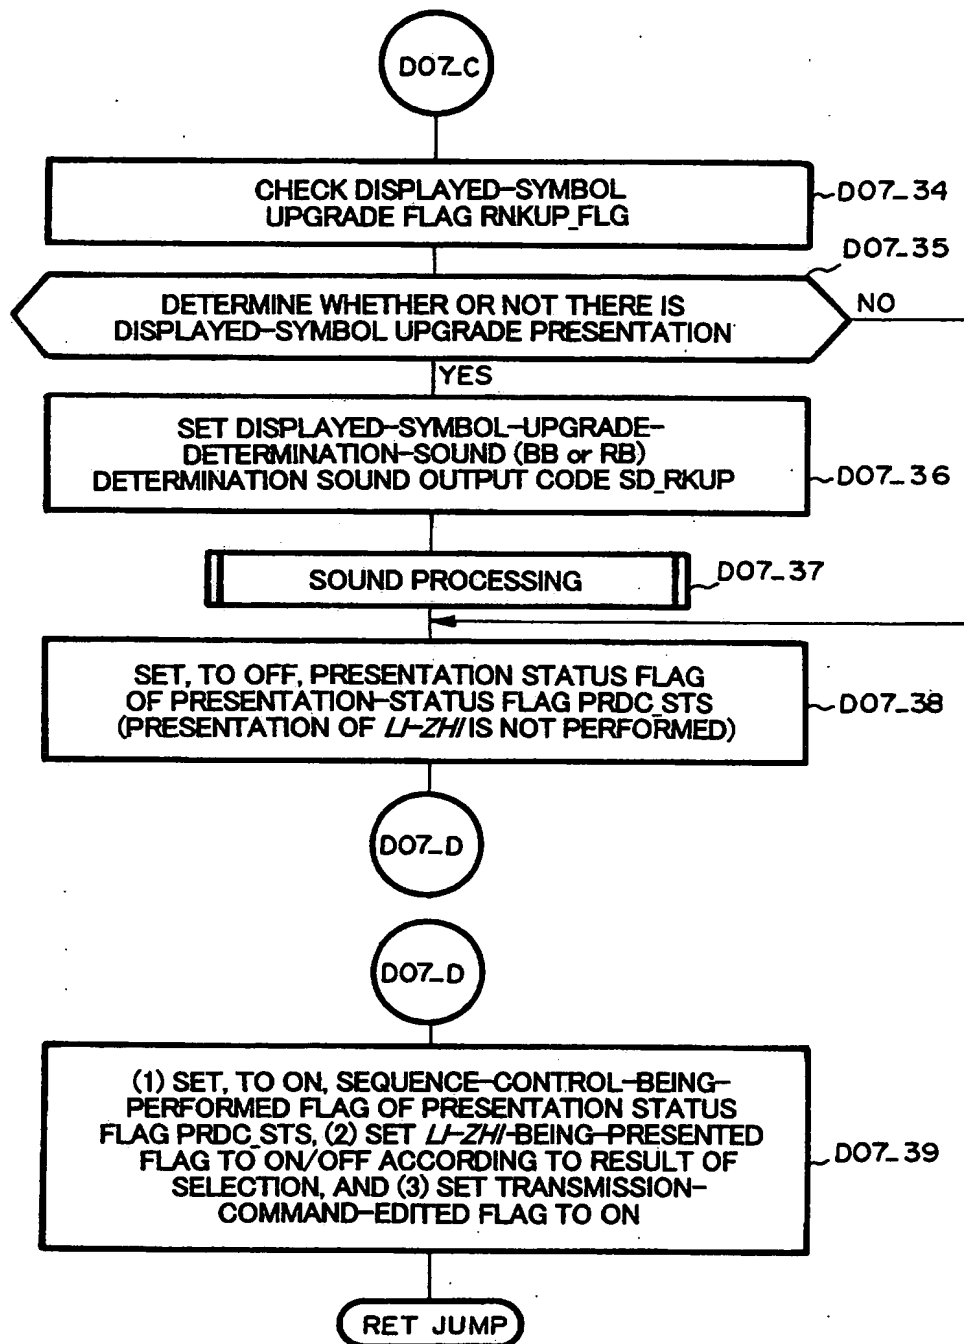 D07_C
CHECK DISPLAYED-SYMBOL
UPGRADE FLAG RNKUP_FLG
D07_34
D07_35
DETERMINE WHETHER OR NOT THERE IS
DISPLAYED-SYMBOL UPGRADE PRESENTATION
NO
YES
SET DISPLAYED-SYMBOL-UPGRADE-
DETERMINATION-SOUND (BB or RB)
DETERMINATION SOUND OUTPUT CODE SD_RKUP
D07_36
SOUND PROCESSING
D07_37
SET, TO OFF, PRESENTATION STATUS FLAG
OF PRESENTATION-STATUS FLAG PRDC_STS
(PRESENTATION OF LI-ZHI IS NOT PERFORMED)
D07_38
D07_D
D07_D
(1) SET, TO ON, SEQUENCE-CONTROL-BEING-
PERFORMED FLAG OF PRESENTATION STATUS
FLAG PRDC_STS, (2) SET LI-ZHI-BEING-PRESENTED
FLAG TO ON/OFF ACCORDING TO RESULT OF
SELECTION, AND (3) SET TRANSMISSION-
COMMAND-EDITED FLAG TO ON
D07_39
RET JUMP